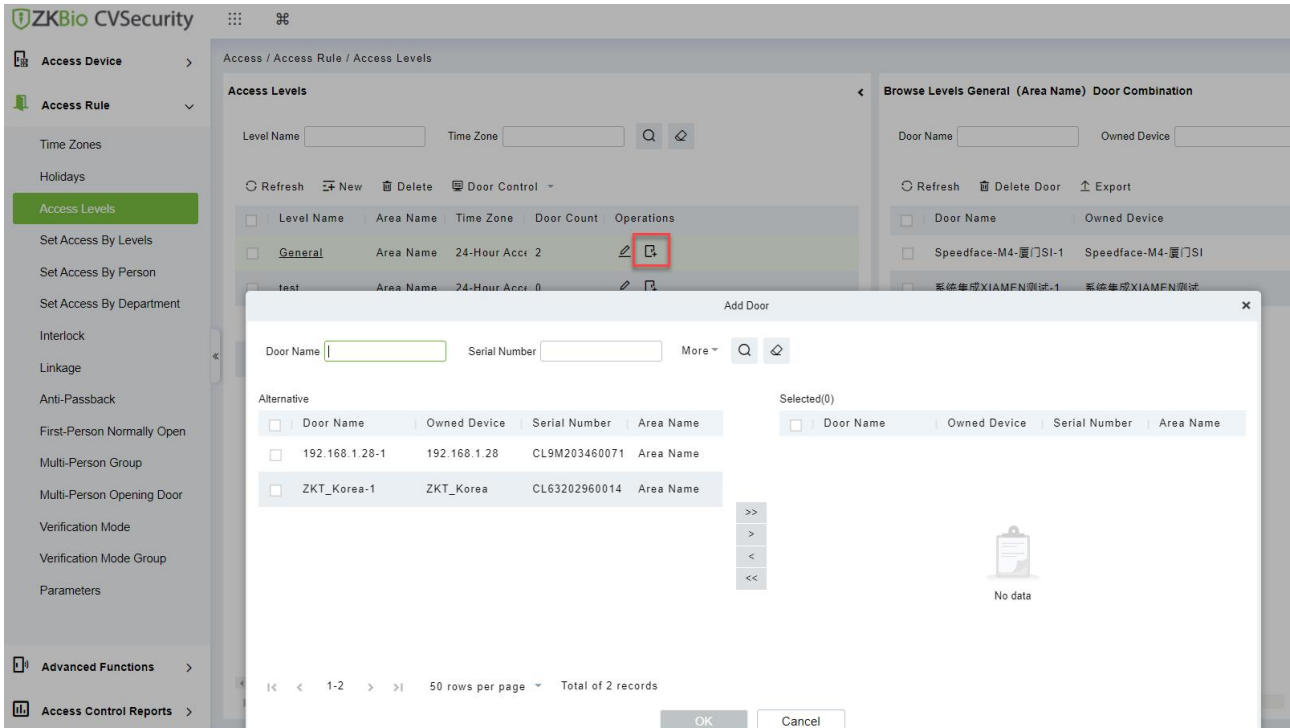 ZKBio CVSecurity
Access Device
Access Rule
Time Zones
Holidays
Access Levels
Set Access By Levels
Set Access By Person
Set Access By Department
Interlock
Linkage
Anti-Passback
First-Person Normally Open
Multi-Person Group
Multi-Person Opening Door
Verification Mode
Verification Mode Group
Parameters
Advanced Functions
Access Control Reports
Access / Access Rule / Access Levels
Access Levels
Level Name Time Zone
Refresh New Delete Door Control
Level Name Area Name Time Zone Door Count Operations
General Area Name 24-Hour Acce 2
test Area Name 24-Hour Acce 0
Browse Levels General (Area Name) Door Combination
Door Name Owned Device
Refresh Delete Door Export
Door Name Owned Device
Speedface-M4-厦门SI-1 Speedface-M4-厦门SI
系统集成XIAMEN测试-1 系统集成XIAMEN测试
Add Door
Door Name Serial Number More
Alternative
Door Name Owned Device Serial Number Area Name
192.168.1.28-1 192.168.1.28 CL9M203460071 Area Name
ZKT_Korea-1 ZKT_Korea CL63202960014 Area Name
>>
>
<
<<
Selected(0)
Door Name Owned Device Serial Number Area Name
No data
1-2 50 rows per page Total of 2 records
OK Cancel